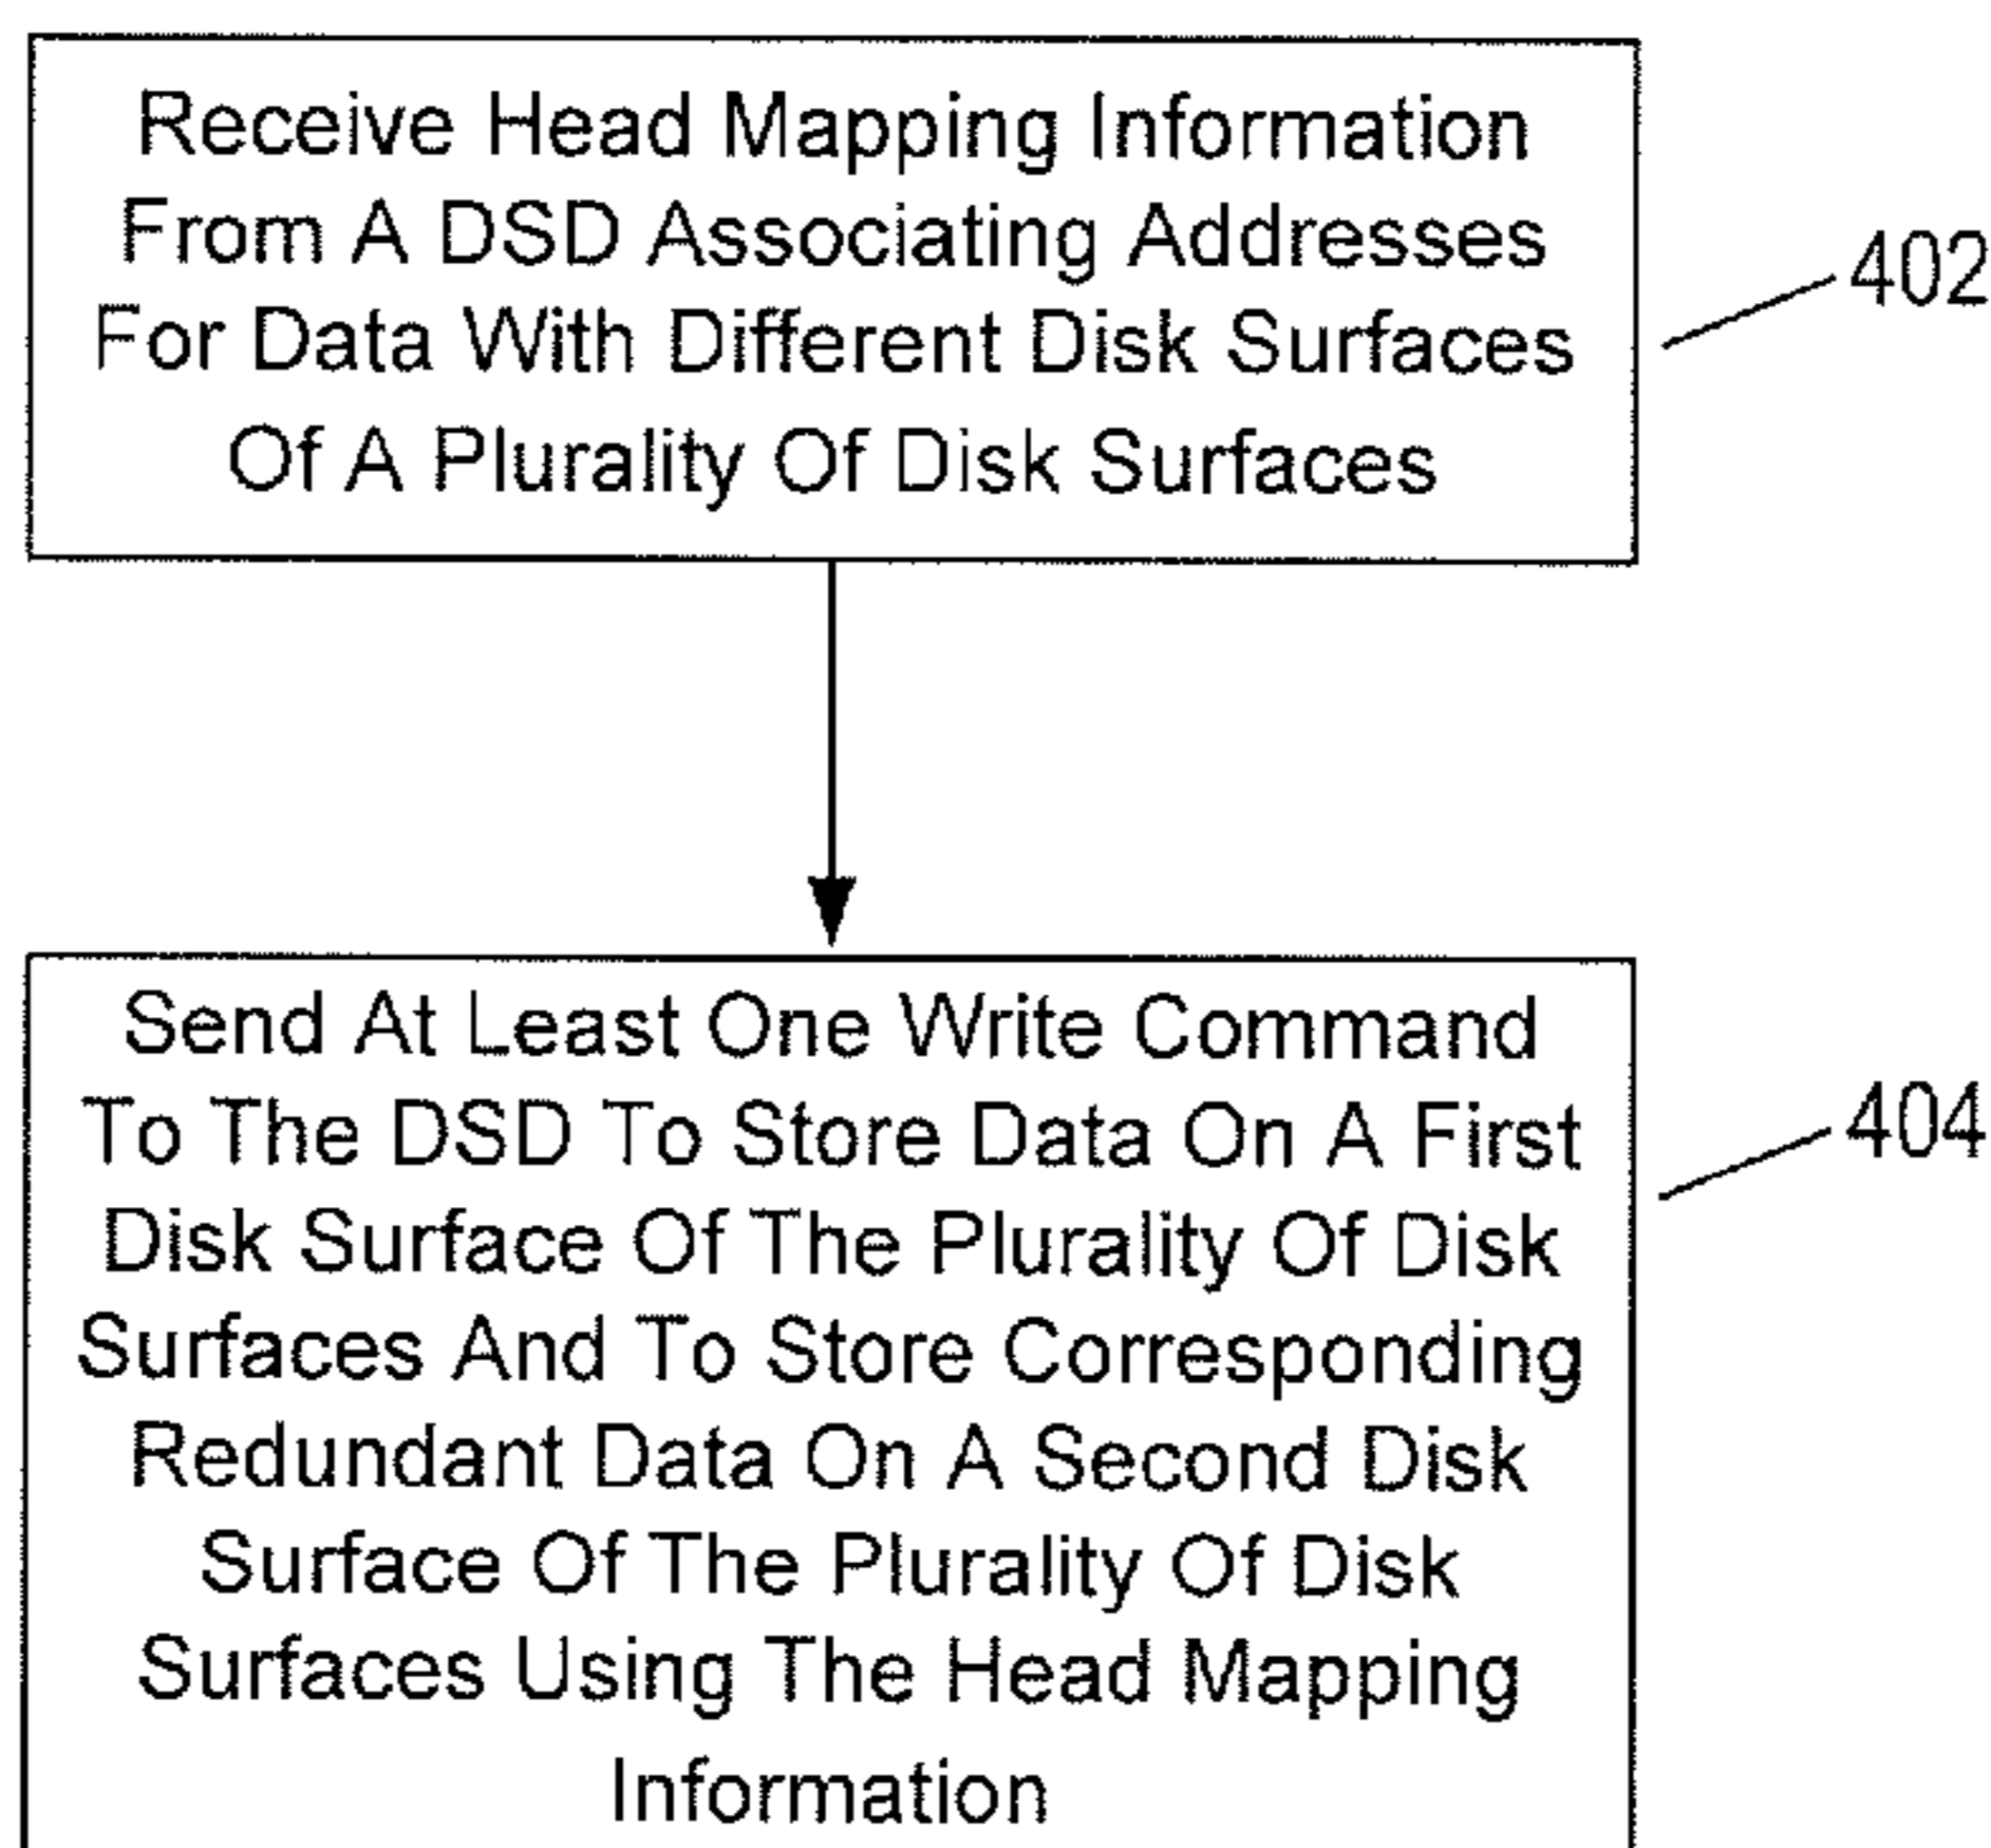 Receive Head Mapping Information
From A DSD Associating Addresses
For Data With Different Disk Surfaces
Of A Plurality Of Disk Surfaces
402
Send At Least One Write Command
To The DSD To Store Data On A First
Disk Surface Of The Plurality Of Disk
Surfaces And To Store Corresponding
Redundant Data On A Second Disk
Surface Of The Plurality Of Disk
Surfaces Using The Head Mapping
Information
404